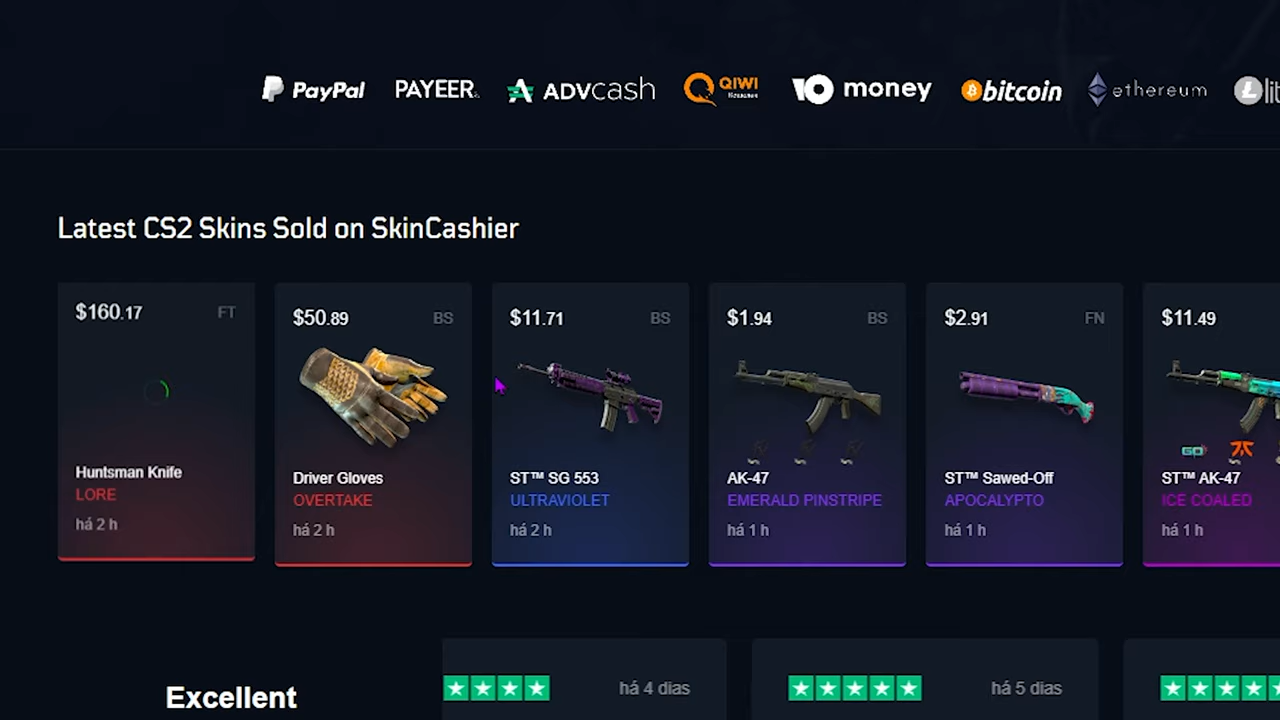 PayPal PAYEER ADVcash QIWI money bitcoin ethereum lit
Latest CS2 Skins Sold on SkinCashier
$160.17 FT
Huntsman Knife
LORE
há 2 h
$50.89 BS
Driver Gloves
OVERTAKE
há 2 h
$11.71 BS
ST™ SG 553
ULTRAVIOLET
há 2 h
$1.94 BS
AK-47
EMERALD PINSTRIPE
há 1 h
$2.91 FN
ST™ Sawed-Off
APOCALYPTO
há 1 h
$11.49
ST™ AK-47
ICE COALED
há 1 h
Excellent
há 4 dias
há 5 dias